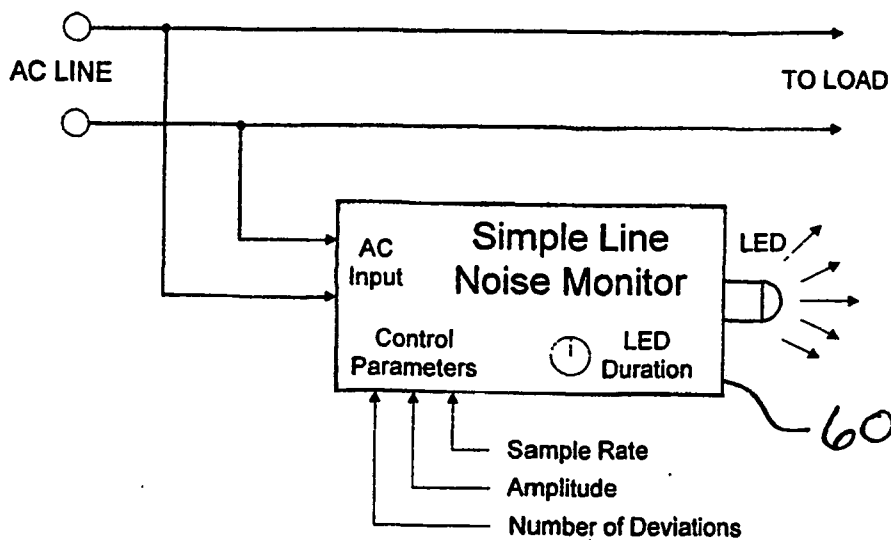 AC LINE
TO LOAD
AC
Input
Simple Line
Noise Monitor
LED
Control
Parameters
LED
Duration
60
Sample Rate
Amplitude
Number of Deviations